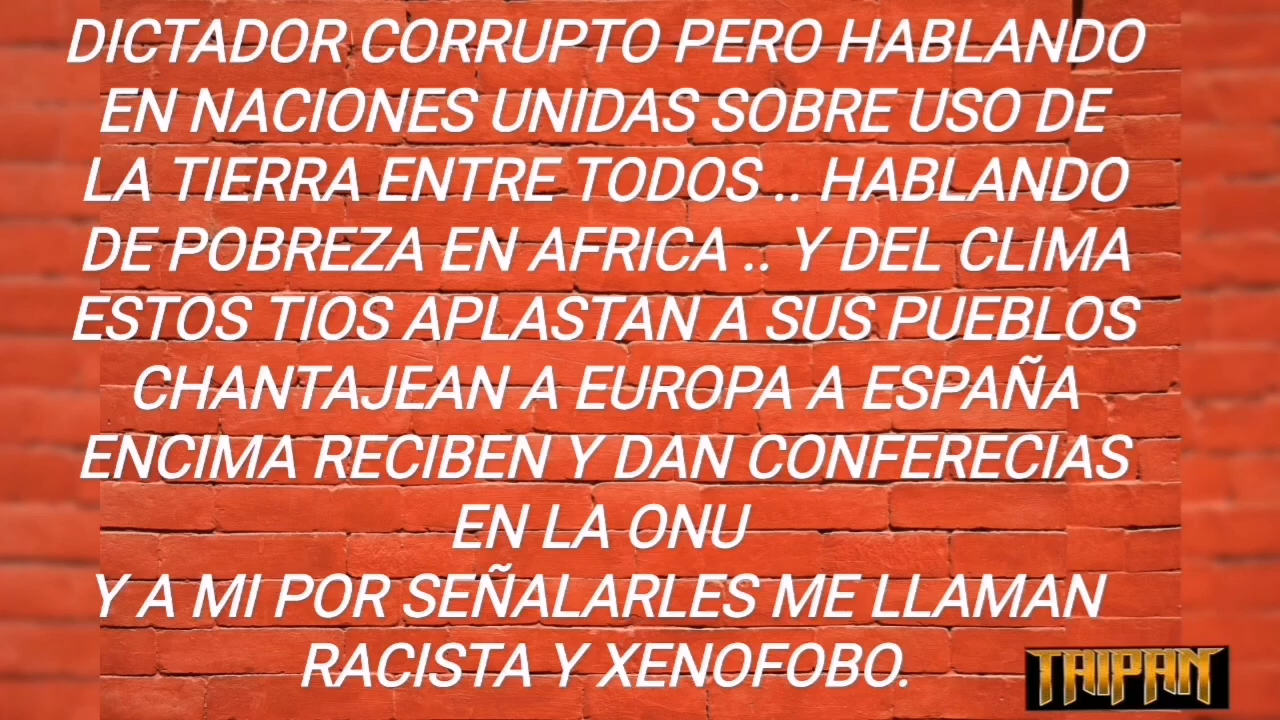 DICTADOR CORRUPTO PERO HABLANDO
EN NACIONES UNIDAS SOBRE USO DE
LA TIERRA ENTRE TODOS .. HABLANDO
DE POBREZA EN AFRICA .. Y DEL CLIMA
ESTOS TIOS APLASTAN A SUS PUEBLOS
CHANTAJEAN A EUROPA A ESPAÑA
ENCIMA RECIBEN Y DAN CONFERECIAS
EN LA ONU
Y A MI POR SEÑALARLES ME LLAMAN
RACISTA Y XENOFOBO.
TAIPAN